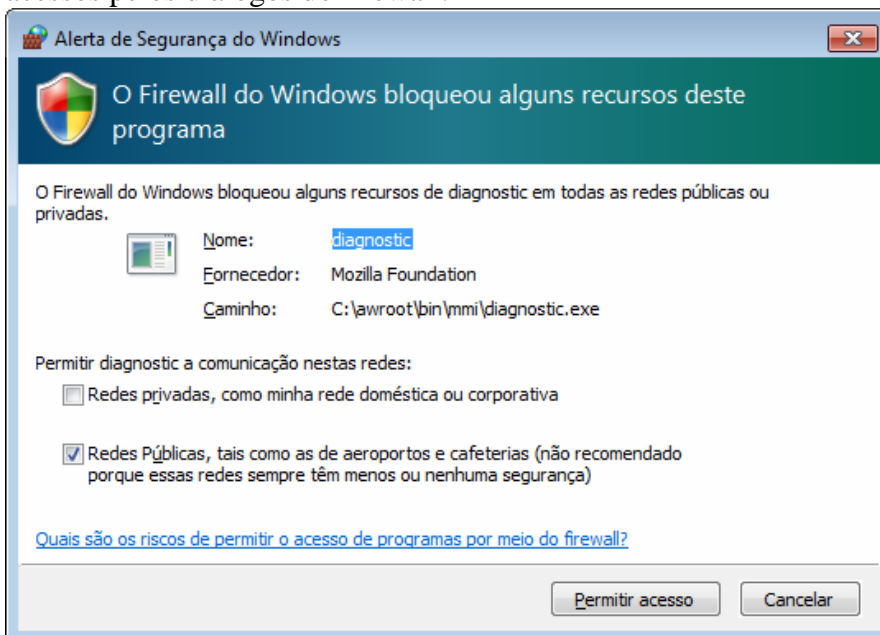 Alerta de Segurança do Windows
O Firewall do Windows bloqueou alguns recursos deste
programa
O Firewall do Windows bloqueou alguns recursos de diagnostic em todas as redes públicas ou
privadas.
Nome: diagnostic
Fornecedor: Mozilla Foundation
Caminho: C:\awroot\bin\mmi\diagnostic.exe
Permitir diagnostic a comunicação nestas redes:
Redes privadas, como minha rede doméstica ou corporativa
Redes Públicas, tais como as de aeroportos e cafeterias (não recomendado
porque essas redes sempre têm menos ou nenhuma segurança)
Quais são os riscos de permitir o acesso de programas por meio do firewall?
Permitir acesso Cancelar